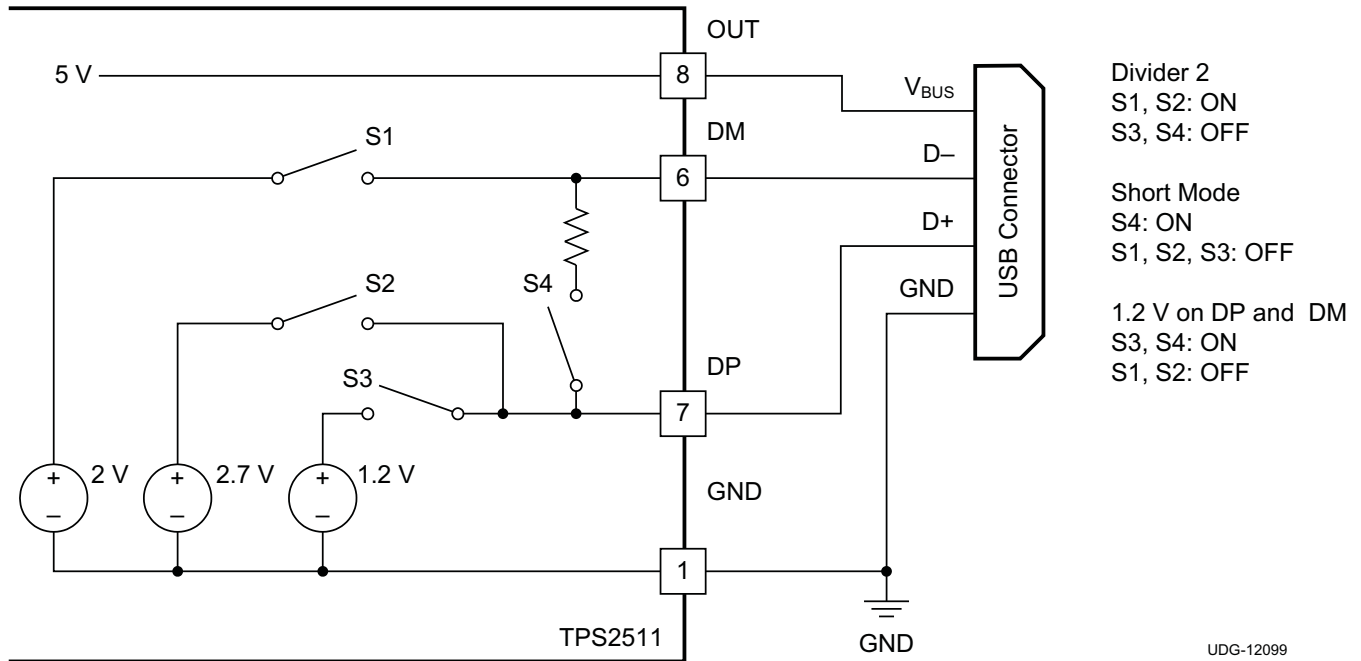 OUT
5 V
8
VBUS
DM
S1
6
D–
D+
GND
USB Connector
S2
S4
DP
S3
7
+
–
2 V
+
–
2.7 V
+
–
1.2 V
GND
1
TPS2511
GND
Divider 2
S1, S2: ON
S3, S4: OFF
Short Mode
S4: ON
S1, S2, S3: OFF
1.2 V on DP and DM
S3, S4: ON
S1, S2: OFF
UDG-12099